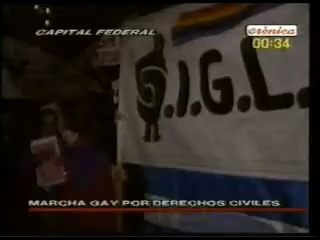 CAPITAL FEDERAL
Crónica
00:34
S.I.G.L.
MARCHA GAY POR DERECHOS CIVILES